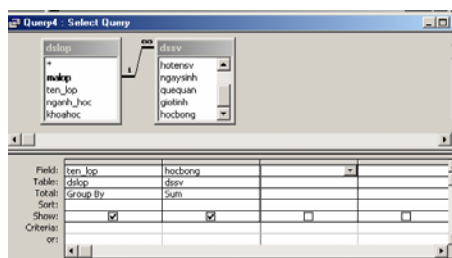 Query4 : Select Query
dslop
*
malop
ten_lop
nganh_hoc
khoahoc
1
∞
dssv
hotensv
ngaysinh
quequan
gioitinh
hocbong
Field: ten_lop hocbong
Table: dslop dssv
Total: Group By Sum
Sort:
Show:
Criteria:
or: